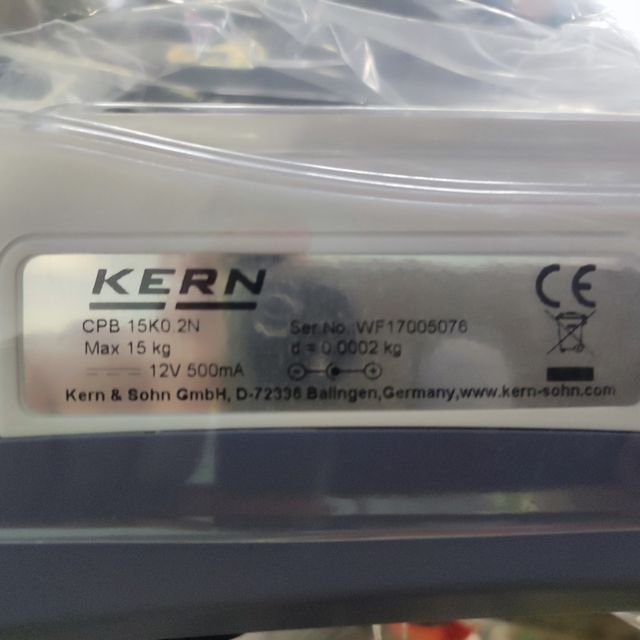 KERN
CPB 15K0.2N
Max 15 kg
12V 500mA
Ser No.: WF17005076
d = 0.0002 kg
CE
Kern & Sohn GmbH, D-72336 Balingen,Germany,www.kern-sohn.com